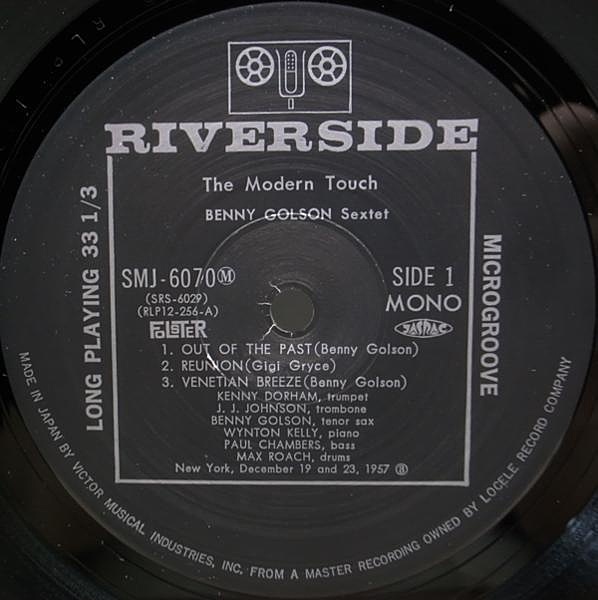 RIVERSIDE
The Modern Touch
BENNY GOLSON Sextet
LONG PLAYING 33 1/3
MICROGROOVE
SMJ-6070Ⓜ
(SRS-6029)
(RLP12-256-A)
SIDE 1
MONO
JASRAC
1. OUT OF THE PAST(Benny Golson)
2. REUNION(Gigi Gryce)
3. VENETIAN BREEZE(Benny Golson)
KENNY DORHAM, trumpet
J. J. JOHNSON, trombone
BENNY GOLSON, tenor sax
WYNTON KELLY, piano
PAUL CHAMBERS, bass
MAX ROACH, drums
New York, December 19 and 23, 1957 Ⓡ
MADE IN JAPAN BY VICTOR MUSICAL INDUSTRIES, INC. FROM A MASTER RECORDING OWNED BY LOCELE RECORD COMPANY